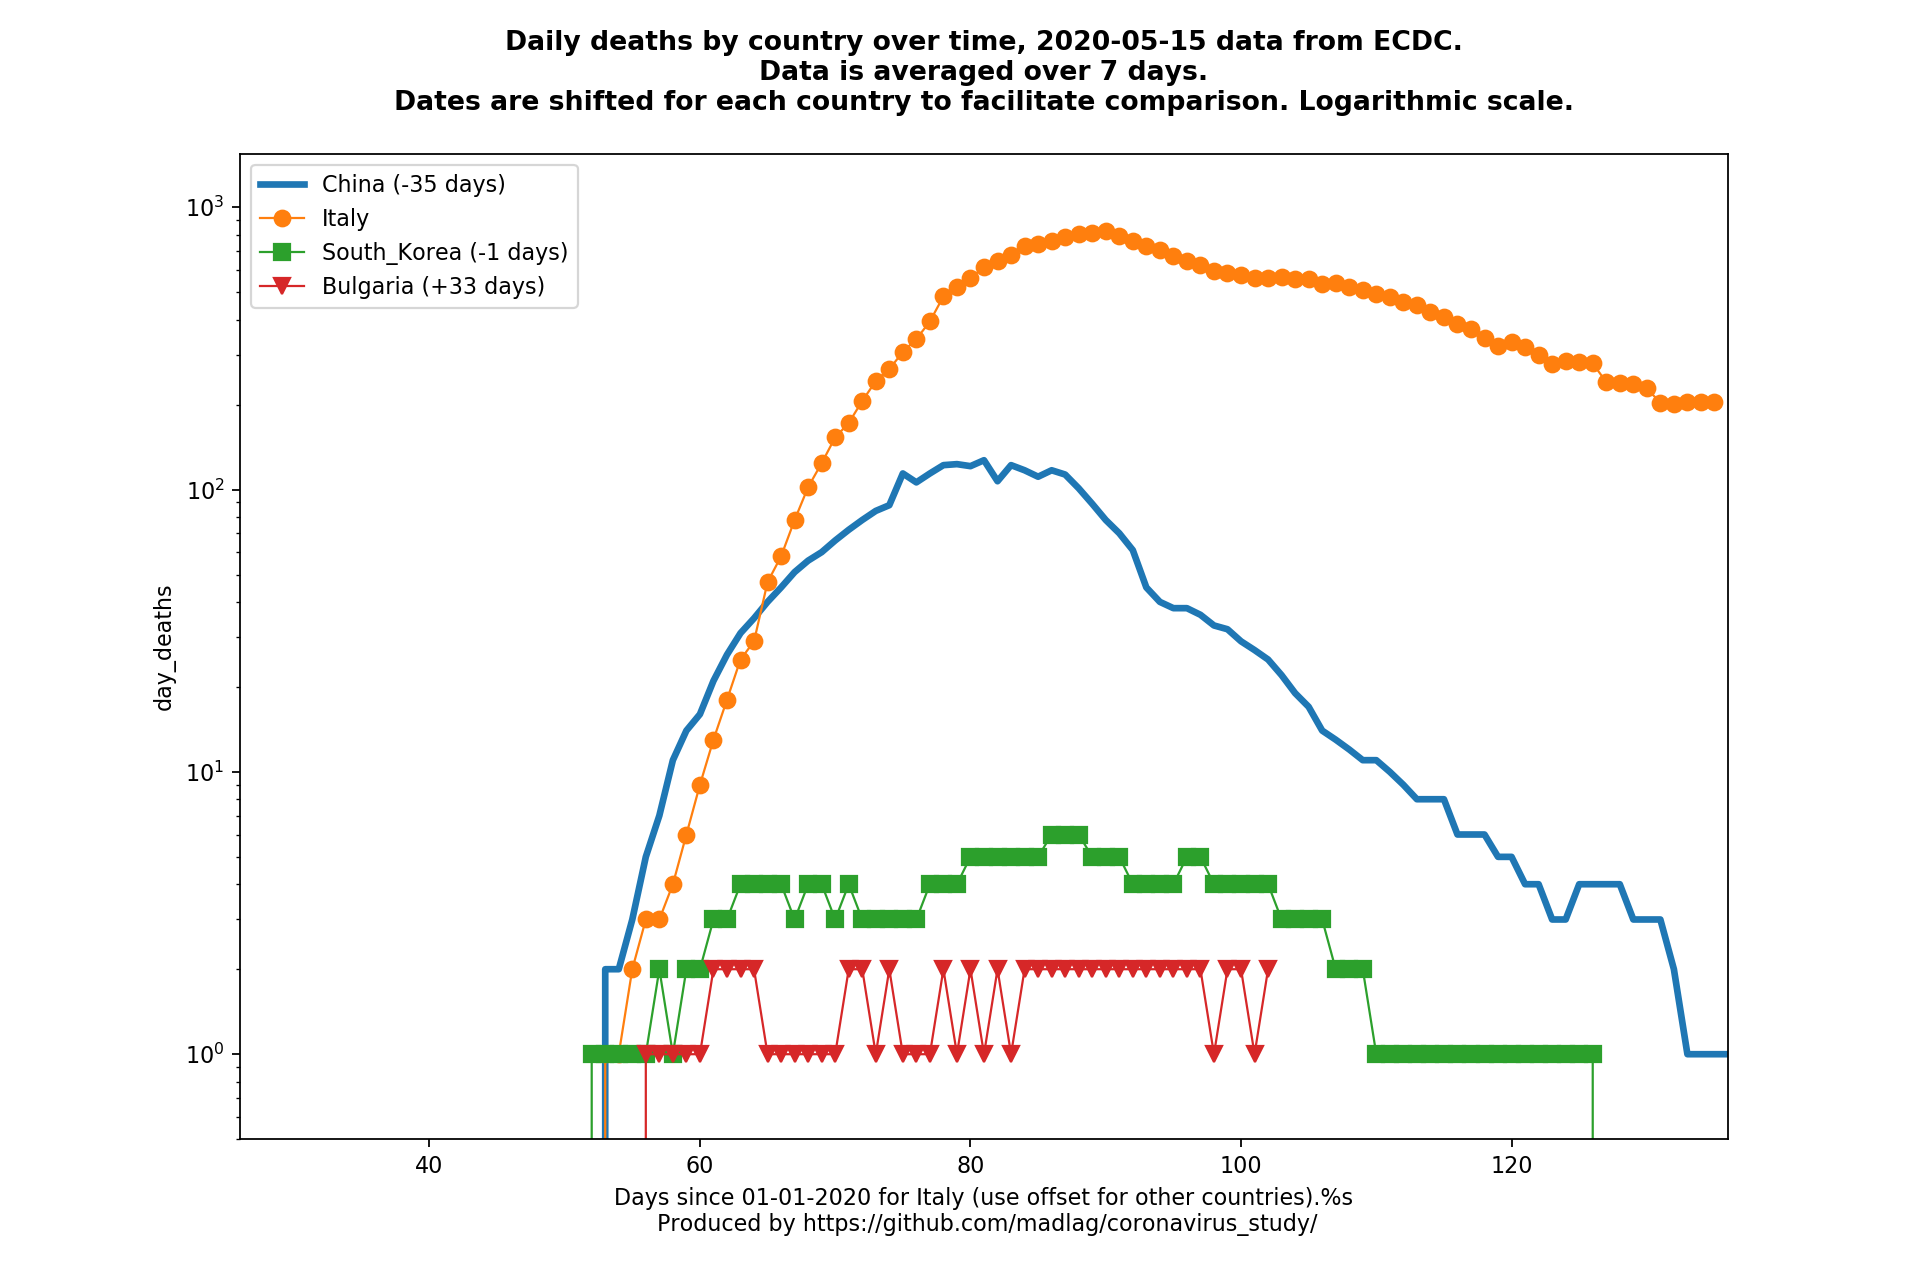 Daily deaths by country over time, 2020-05-15 data from ECDC.
Data is averaged over 7 days.
Dates are shifted for each country to facilitate comparison. Logarithmic scale.
China (-35 days)
Italy
South_Korea (-1 days)
Bulgaria (+33 days)
10³
10²
10¹
10⁰
day_deaths
40 60 80 100 120
Days since 01-01-2020 for Italy (use offset for other countries).%s
Produced by https://github.com/madlag/coronavirus_study/